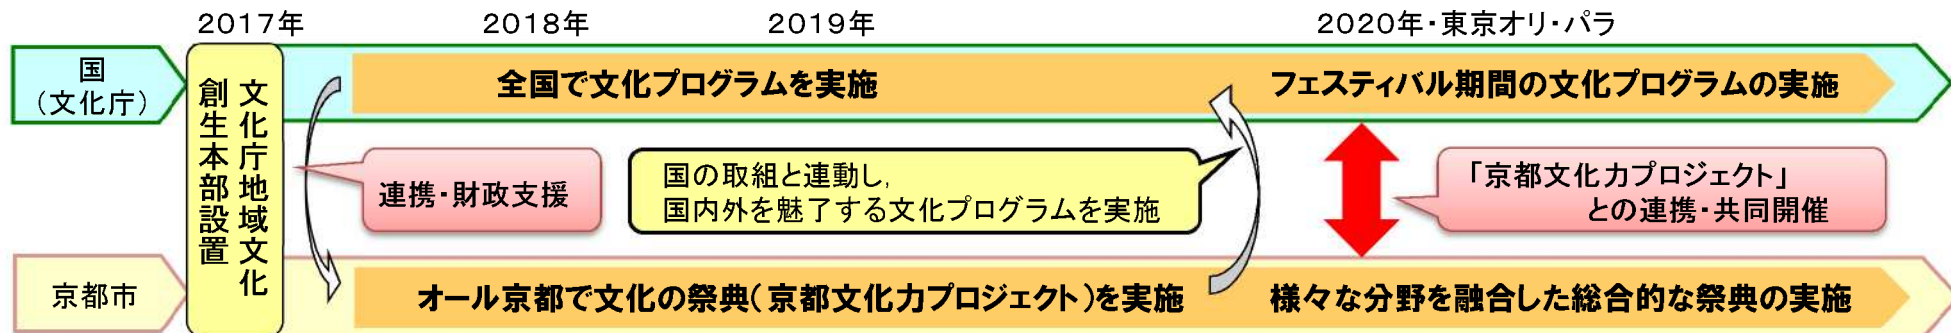 2017年
2018年
2019年
2020年・東京オリ・パラ
国
(文化庁)
文化庁地域文化
創生本部設置
全国で文化プログラムを実施
フェスティバル期間の文化プログラムの実施
連携・財政支援
国の取組と連動し,
国内外を魅了する文化プログラムを実施
「京都文化力プロジェクト」
との連携・共同開催
京都市
オール京都で文化の祭典(京都文化力プロジェクト)を実施
様々な分野を融合した総合的な祭典の実施